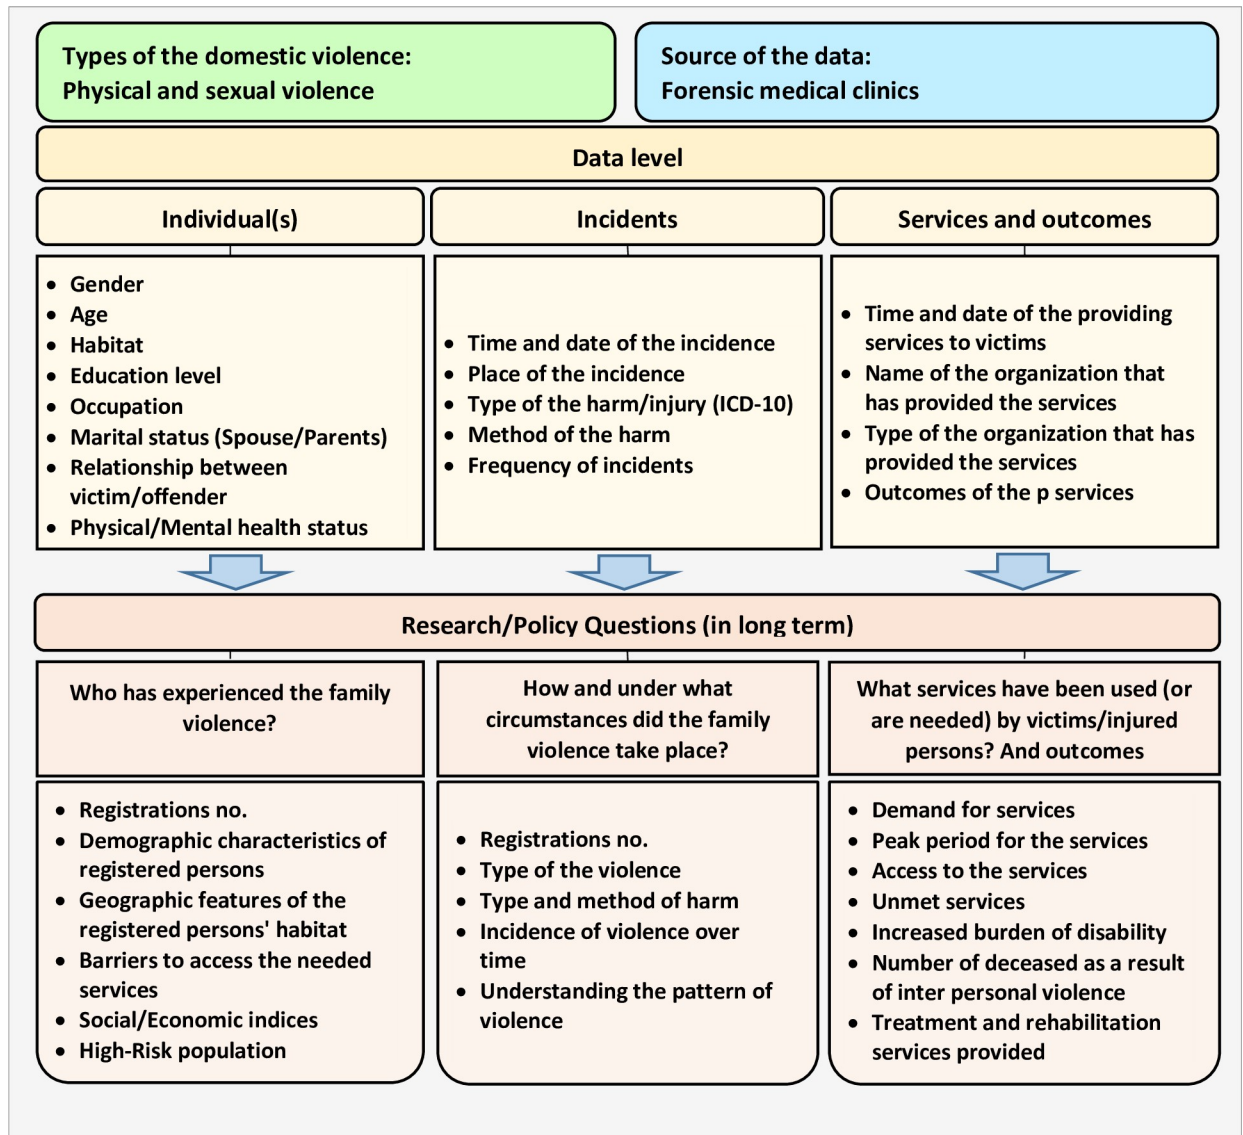 Types of the domestic violence:
Physical and sexual violence
Source of the data:
Forensic medical clinics
Data level
Individual(s)
• Gender
• Age
• Habitat
• Education level
• Occupation
• Marital status (Spouse/Parents)
• Relationship between
victim/offender
• Physical/Mental health status
Incidents
• Time and date of the incidence
• Place of the incidence
• Type of the harm/injury (ICD-10)
• Method of the harm
• Frequency of incidents
Services and outcomes
• Time and date of the providing
services to victims
• Name of the organization that
has provided the services
• Type of the organization that has
provided the services
• Outcomes of the p services
Research/Policy Questions (in long term)
Who has experienced the family
violence?
• Registrations no.
• Demographic characteristics of
registered persons
• Geographic features of the
registered persons' habitat
• Barriers to access the needed
services
• Social/Economic indices
• High-Risk population
How and under what
circumstances did the family
violence take place?
• Registrations no.
• Type of the violence
• Type and method of harm
• Incidence of violence over
time
• Understanding the pattern of
violence
What services have been used (or
are needed) by victims/injured
persons? And outcomes
• Demand for services
• Peak period for the services
• Access to the services
• Unmet services
• Increased burden of disability
• Number of deceased as a result
of inter personal violence
• Treatment and rehabilitation
services provided